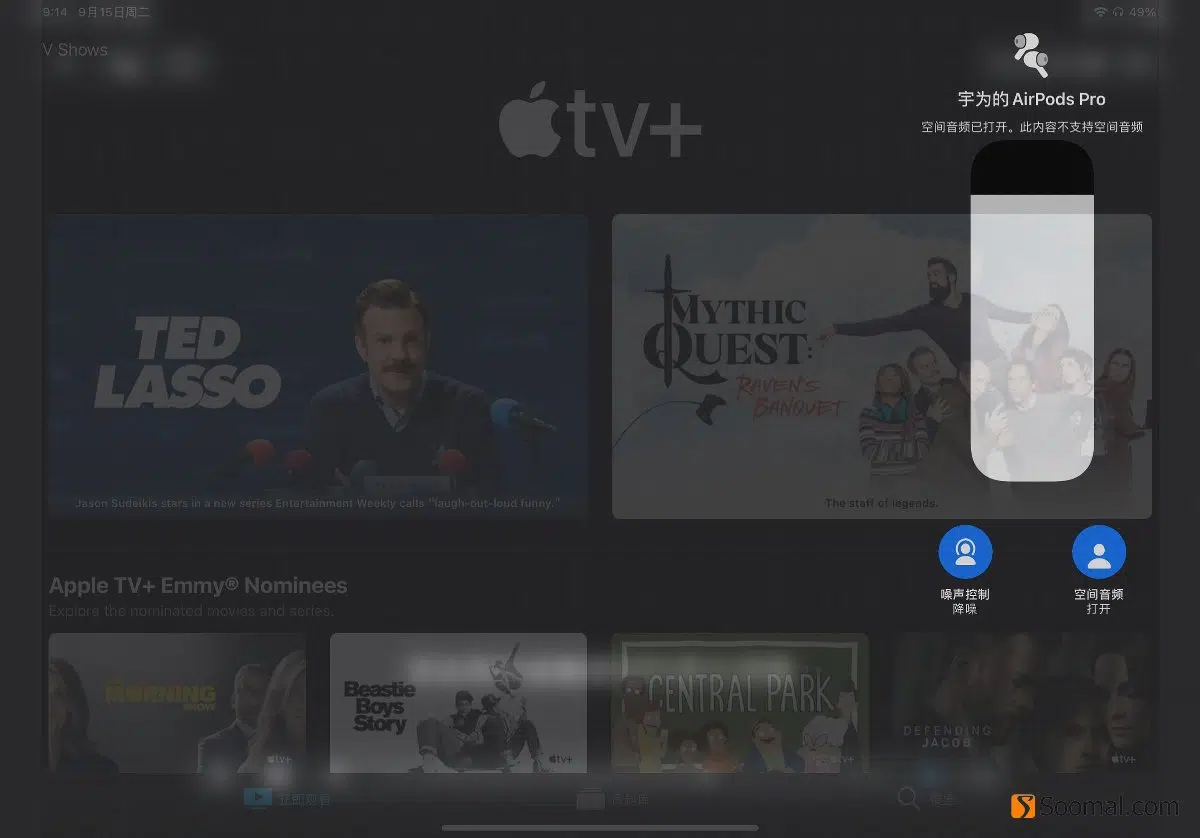 9:14 9月15日周二
49%
V Shows
tv+
宇为的 AirPods Pro
空间音频已打开。此内容不支持空间音频
TED
LASSO
Jason Sudeikis stars in a new series Entertainment Weekly calls "laugh-out-loud funny."
MYTHIC
QUEST:
RAVEN'S
BANQUET
The staff of legends.
噪声控制
降噪
空间音频
打开
Apple TV+ Emmy® Nominees
Explore the nominated movies and series.
THE
MORNING
SHOW
tv+
Beastie
Boys
Story
tv+
CENTRAL PARK
tv+
DEFENDING
JACOB
tv+
立即观看
资料库
搜索
Soomal.com